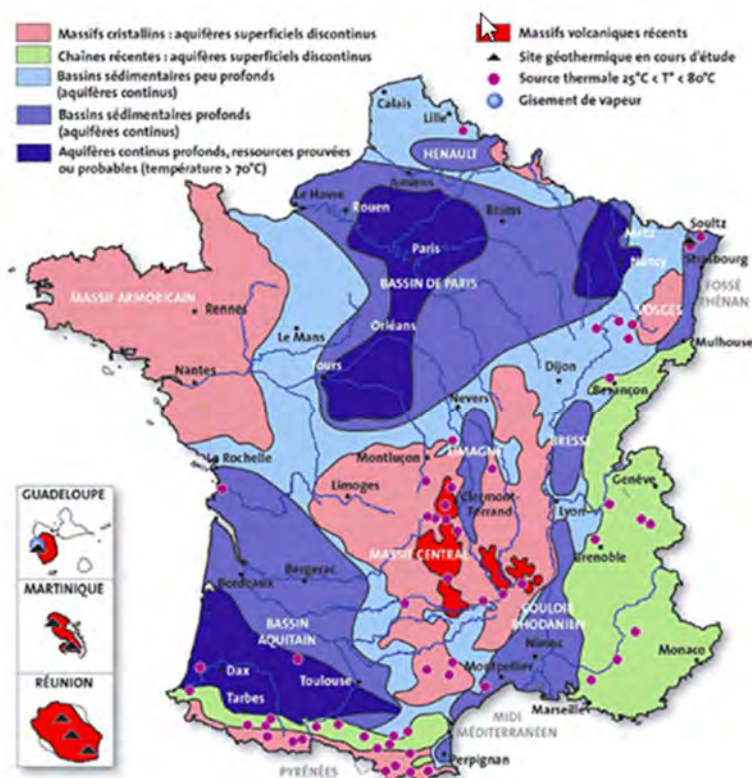 Massifs cristallins : aquifères superficiels discontinus
Chaînes récentes : aquifères superficiels discontinus
Bassins sédimentaires peu profonds
(aquifères continus)
Bassins sédimentaires profonds
(aquifères continus)
Aquifères continus profonds, ressources prouvées
ou probables (température > 70°C)
Massifs volcaniques récents
Site géothermique en cours d'étude
Source thermale 25°C < T° < 80°C
Gisement de vapeur
Calais
Lille
HENAULT
Amiens
Le Havre
Rouen
Reims
Metz
Soultz
Paris
Nancy
Strasbourg
BASSIN DE PARIS
FOSSÉ
RHÉNAN
MASSIF ARMORICAIN
Rennes
VOSGES
Orléans
Le Mans
Mulhouse
Tours
Nantes
Dijon
Besançon
Nevers
La Rochelle
Montluçon
LIMAGNE
BRESSE
Genève
Limoges
Clermont-
Ferrand
Lyon
GUADELOUPE
MASSIF CENTRAL
Grenoble
Bergerac
Bordeaux
MARTINIQUE
COULOIR
RHODANIEN
BASSIN
AQUITAIN
Nîmes
Monaco
RÉUNION
Dax
Toulouse
Montpellier
Tarbes
Marseille
MIDI
MÉDITERRANÉEN
Perpignan
PYRÉNÉES